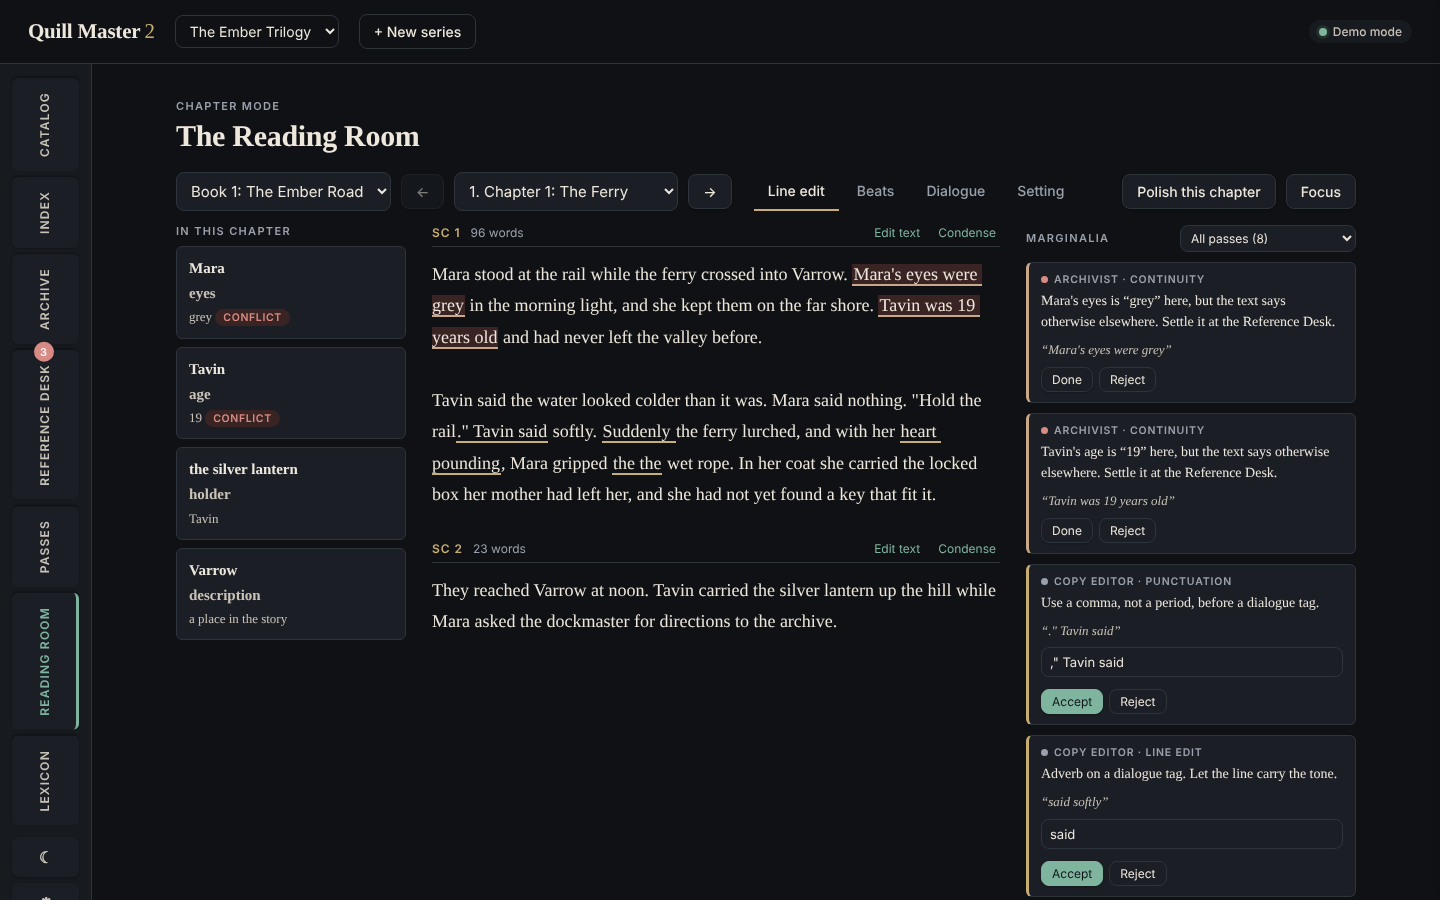 Quill Master 2
The Ember Trilogy
+ New series
Demo mode
CATALOG
INDEX
ARCHIVE
3
REFERENCE DESK
PASSES
READING ROOM
LEXICON
CHAPTER MODE
The Reading Room
Book 1: The Ember Road
←
1. Chapter 1: The Ferry
→
Line edit
Beats
Dialogue
Setting
Polish this chapter
Focus
IN THIS CHAPTER
Mara
eyes
grey CONFLICT
Tavin
age
19 CONFLICT
the silver lantern
holder
Tavin
Varrow
description
a place in the story
SC 1 96 words
Edit text
Condense
Mara stood at the rail while the ferry crossed into Varrow. Mara's eyes were
grey in the morning light, and she kept them on the far shore. Tavin was 19
years old and had never left the valley before.
Tavin said the water looked colder than it was. Mara said nothing. "Hold the
rail." Tavin said softly. Suddenly the ferry lurched, and with her heart
pounding, Mara gripped the the wet rope. In her coat she carried the locked
box her mother had left her, and she had not yet found a key that fit it.
SC 2 23 words
Edit text
Condense
They reached Varrow at noon. Tavin carried the silver lantern up the hill while
Mara asked the dockmaster for directions to the archive.
MARGINALIA
All passes (8)
ARCHIVIST · CONTINUITY
Mara's eyes is “grey” here, but the text says
otherwise elsewhere. Settle it at the Reference Desk.
“Mara's eyes were grey”
Done
Reject
ARCHIVIST · CONTINUITY
Tavin's age is “19” here, but the text says otherwise
elsewhere. Settle it at the Reference Desk.
“Tavin was 19 years old”
Done
Reject
COPY EDITOR · PUNCTUATION
Use a comma, not a period, before a dialogue tag.
“." Tavin said”
," Tavin said
Accept
Reject
COPY EDITOR · LINE EDIT
Adverb on a dialogue tag. Let the line carry the tone.
“said softly”
said
Accept
Reject